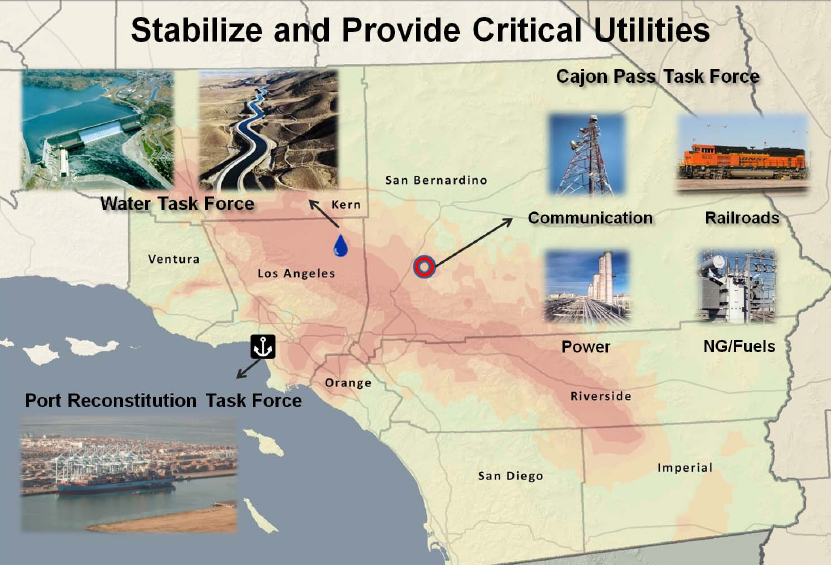 Stabilize and Provide Critical Utilities
Cajon Pass Task Force
San Bernardino
Water Task Force
Kern
Communication
Railroads
Ventura
Los Angeles
Power
NG/Fuels
Orange
Port Reconstitution Task Force
Riverside
San Diego
Imperial